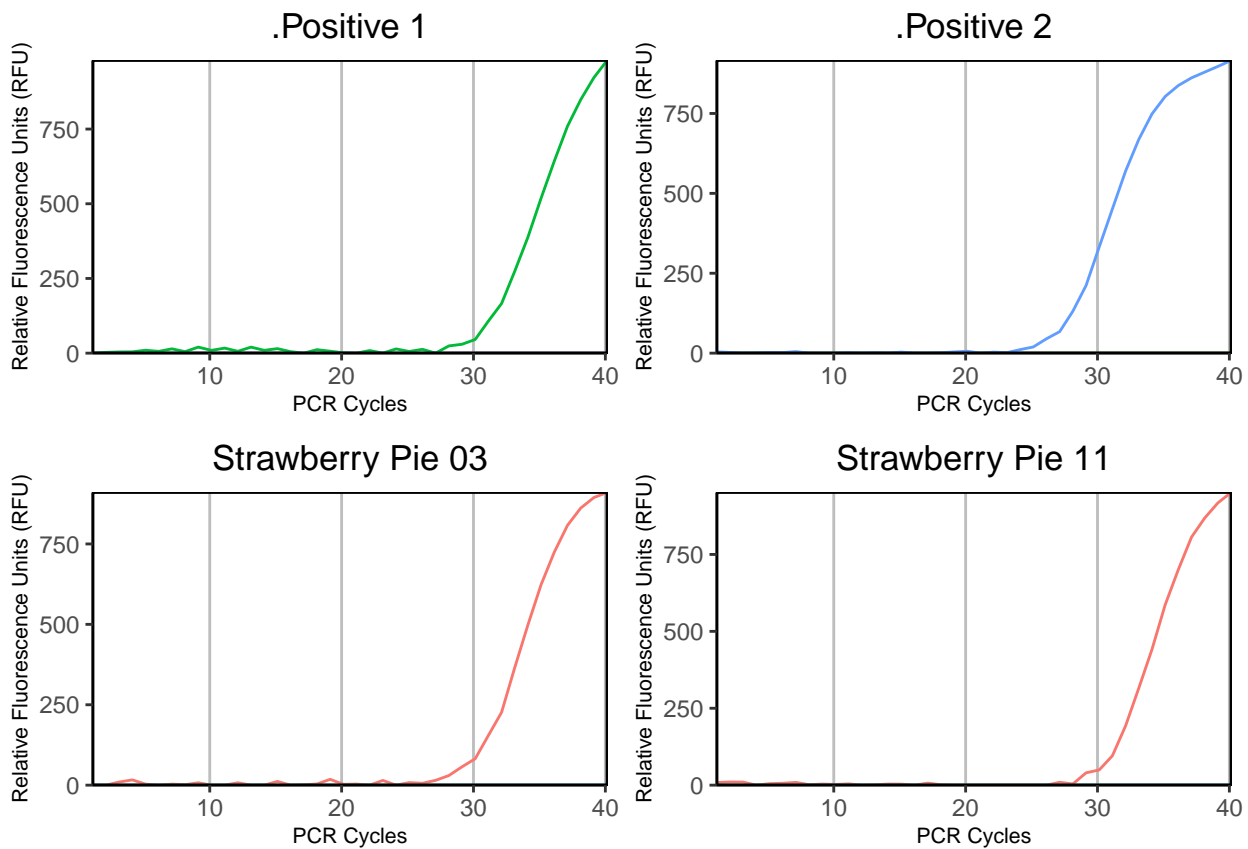 .Positive 1
Relative Fluorescence Units (RFU)
750
500
250
0
10 20 30 40
PCR Cycles
.Positive 2
Relative Fluorescence Units (RFU)
750
500
250
0
10 20 30 40
PCR Cycles
Strawberry Pie 03
Relative Fluorescence Units (RFU)
750
500
250
0
10 20 30 40
PCR Cycles
Strawberry Pie 11
Relative Fluorescence Units (RFU)
750
500
250
0
10 20 30 40
PCR Cycles